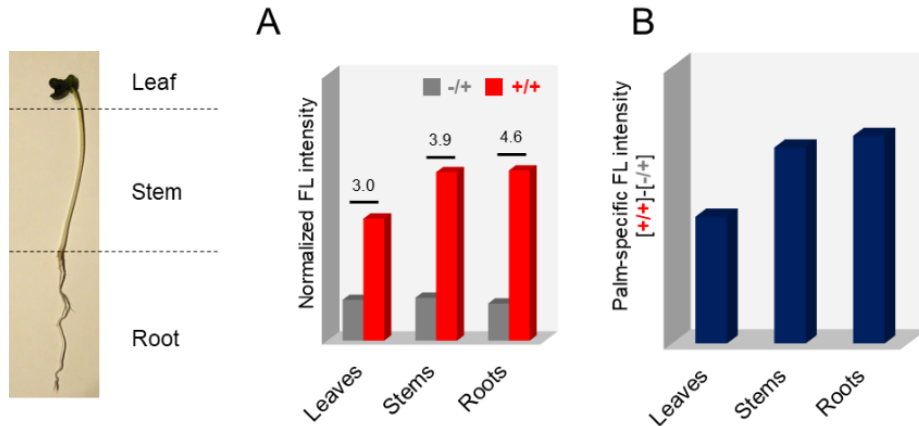 Leaf
Stem
Root
A
Normalized FL intensity
-/+ +/+
3.0
3.9
4.6
Leaves
Stems
Roots
B
Palm-specific FL intensity
[+/+]-[-/+]
Leaves
Stems
Roots